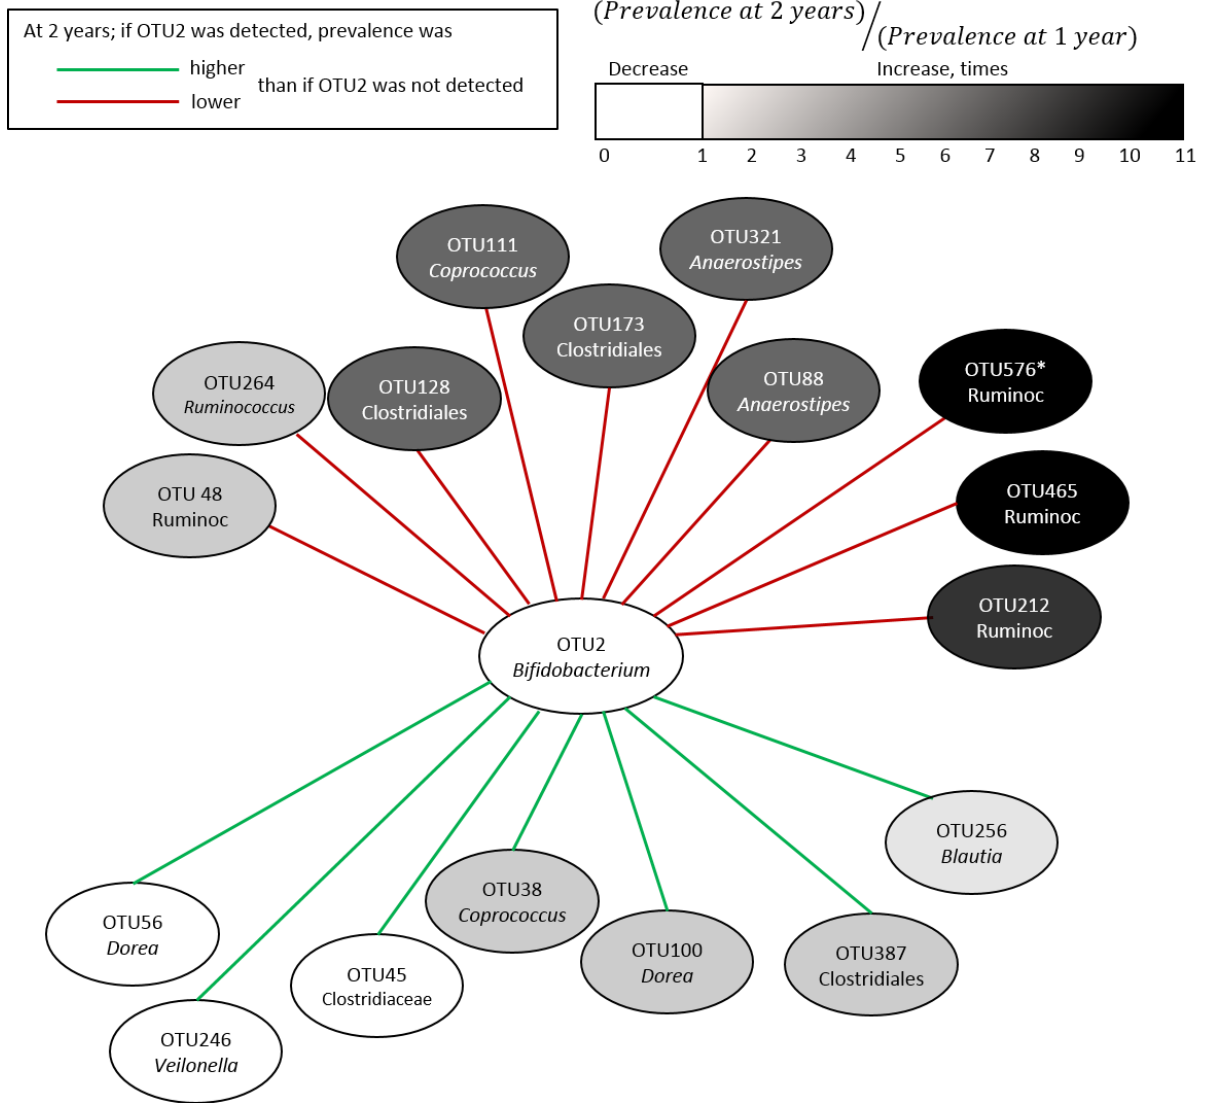 At 2 years; if OTU2 was detected, prevalence was
higher
lower
than if OTU2 was not detected
(Prevalence at 2 years)/(Prevalence at 1 year)
Decrease
Increase, times
0 1 2 3 4 5 6 7 8 9 10 11
OTU111
Coprococcus
OTU321
Anaerostipes
OTU173
Clostridiales
OTU264
Ruminococcus
OTU128
Clostridiales
OTU88
Anaerostipes
OTU576*
Ruminoc
OTU 48
Ruminoc
OTU465
Ruminoc
OTU212
Ruminoc
OTU2
Bifidobacterium
OTU256
Blautia
OTU38
Coprococcus
OTU56
Dorea
OTU100
Dorea
OTU387
Clostridiales
OTU45
Clostridiaceae
OTU246
Veilonella